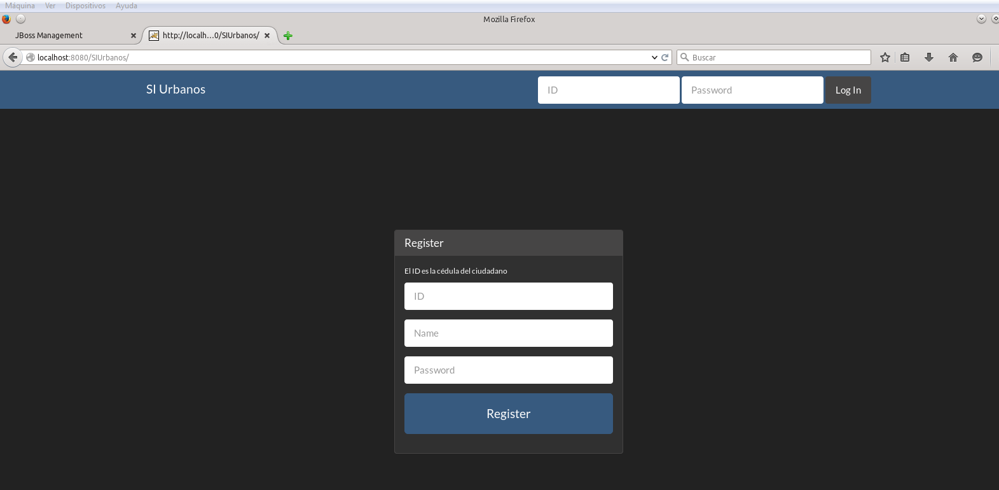 Máquina Ver Dispositivos Ayuda
Mozilla Firefox
JBoss Management http://localh...0/SIUrbanos/
localhost:8080/SIUrbanos/ Buscar
SI Urbanos ID Password Log In
Register
El ID es la cédula del ciudadano
ID
Name
Password
Register